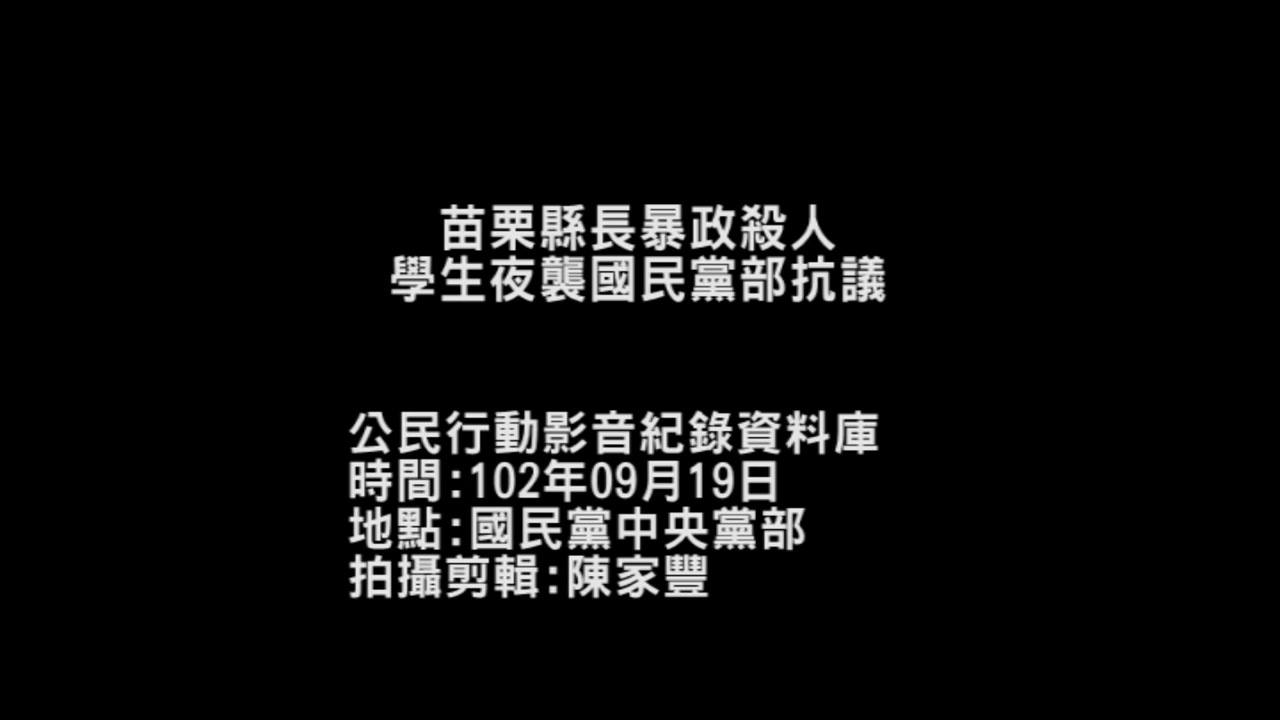 苗栗縣長暴政殺人
學生夜襲國民黨部抗議
公民行動影音紀錄資料庫
時間:102年09月19日
地點:國民黨中央黨部
拍攝剪輯:陳家豐